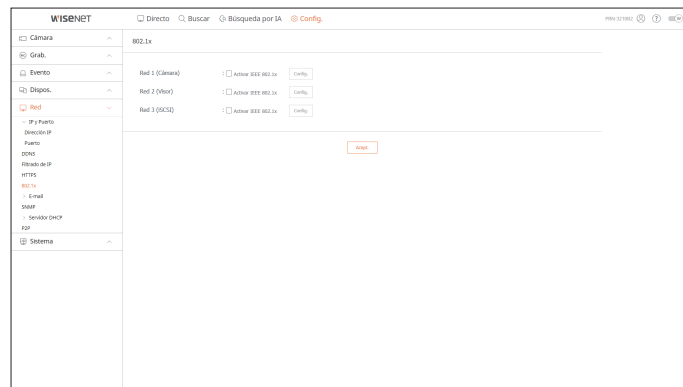 WISENET
Directo Buscar Búsqueda por IA Config.
PRN-3210B2
Cámara
Grab.
Evento
Dispos.
Red
IP y Puerto
Dirección IP
Puerto
DDNS
Filtrado de IP
HTTPS
802.1x
E-mail
SNMP
Servidor DHCP
P2P
Sistema
802.1x
Red 1 (Cámara) : Activar IEEE 802.1x Config.
Red 2 (Visor) : Activar IEEE 802.1x Config.
Red 3 (iSCSI) : Activar IEEE 802.1x Config.
Acept.